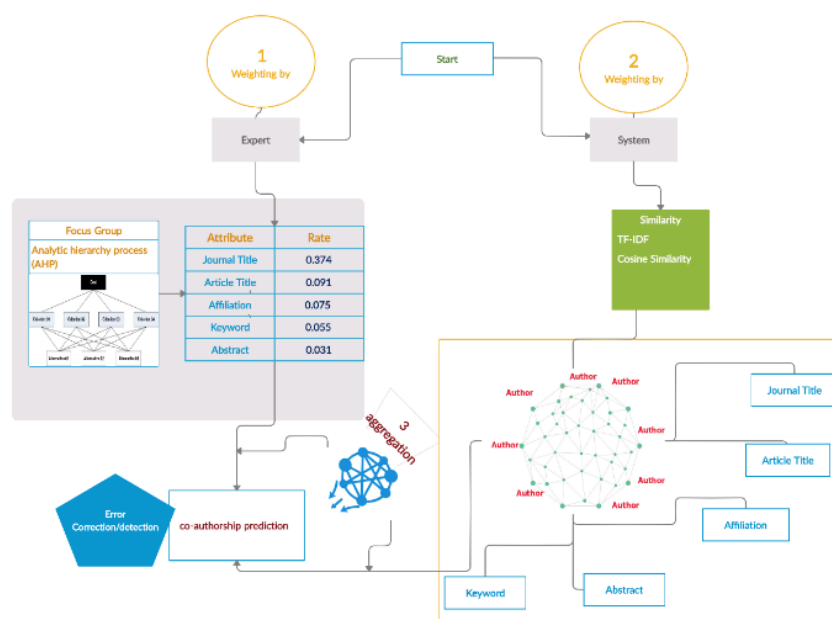 1
Weighting by
Start
2
Weighting by
Expert
System
Focus Group
Analytic hierarchy process
(AHP)
Attribute Rate
Journal Title 0.374
Article Title 0.091
Affiliation 0.075
Keyword 0.055
Abstract 0.031
Similarity
TF-IDF
Cosine Similarity
3
aggregation
Author
Author
Author
Author
Author
Author
Author
Author
Author
Journal Title
Article Title
Affiliation
Abstract
Keyword
Error
Correction/detection
co-authorship prediction